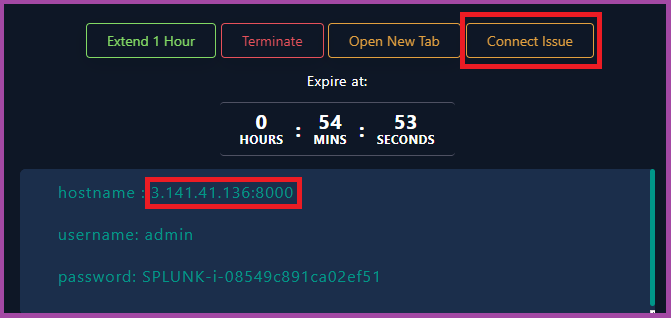 Extend 1 Hour Terminate Open New Tab Connect Issue
Expire at:
0 : 54 : 53
HOURS MINS SECONDS
hostname : 3.141.41.136:8000
username: admin
password: SPLUNK-i-08549c891ca02ef51